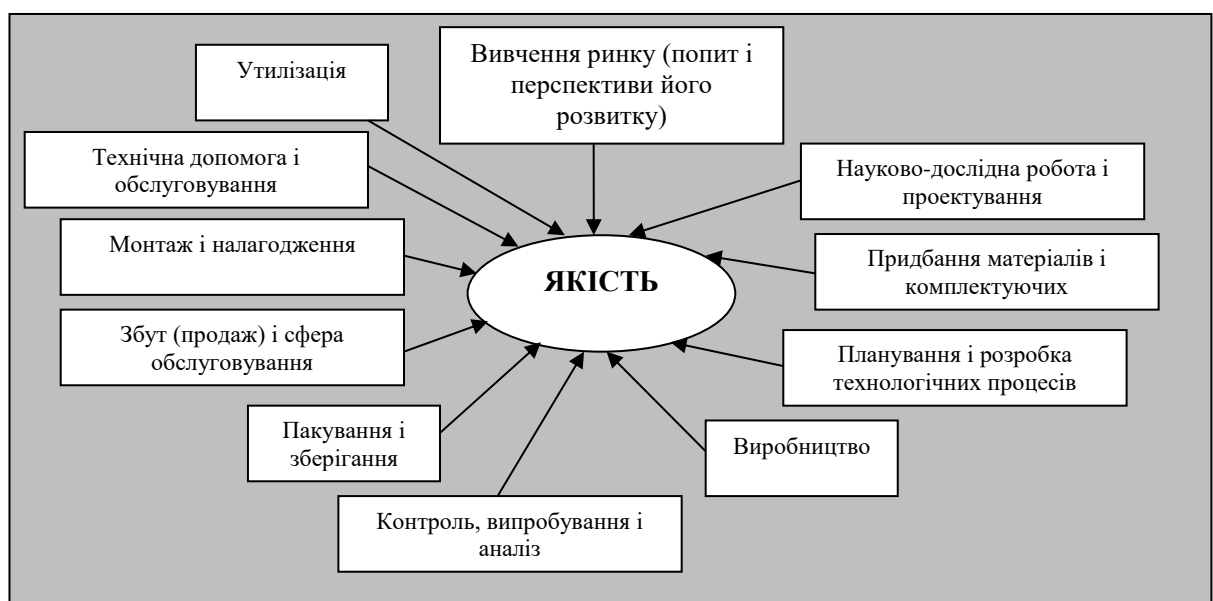 Утилізація
Вивчення ринку (попит і
перспективи його
розвитку)
Технічна допомога і
обслуговування
Науково-дослідна робота і
проектування
Монтаж і налагодження
Придбання матеріалів і
комплектуючих
ЯКІСТЬ
Збут (продаж) і сфера
обслуговування
Планування і розробка
технологічних процесів
Пакування і
зберігання
Виробництво
Контроль, випробування і
аналіз